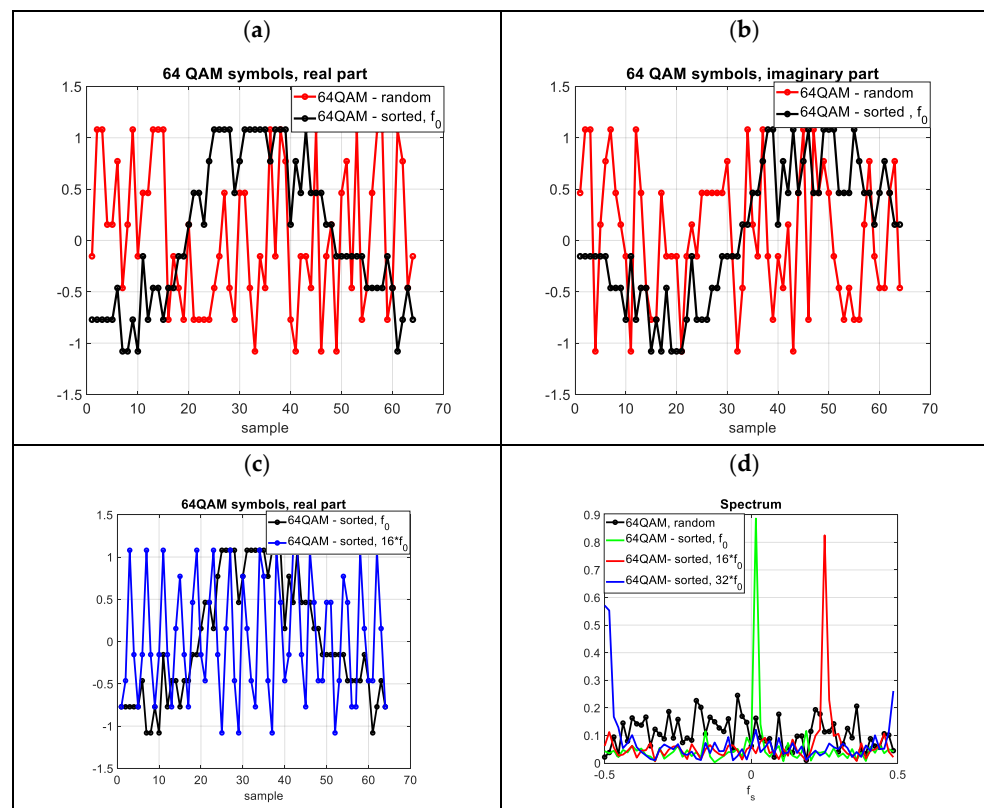 (a)
64 QAM symbols, real part
64QAM - random
64QAM - sorted, f0
1.5
1
0.5
0
-0.5
-1
-1.5
0 10 20 30 40 50 60 70
sample
(b)
64 QAM symbols, imaginary part
64QAM - random
64QAM - sorted , f0
1.5
1
0.5
0
-0.5
-1
-1.5
0 10 20 30 40 50 60 70
sample
(c)
64QAM symbols, real part
64QAM - sorted, f0
64QAM - sorted, 16*f0
1.5
1
0.5
0
-0.5
-1
-1.5
0 10 20 30 40 50 60 70
sample
(d)
Spectrum
64QAM, random
64QAM - sorted, f0
64QAM- sorted, 16*f0
64QAM- sorted, 32*f0
0.9
0.8
0.7
0.6
0.5
0.4
0.3
0.2
0.1
0
-0.5 0 0.5
fs